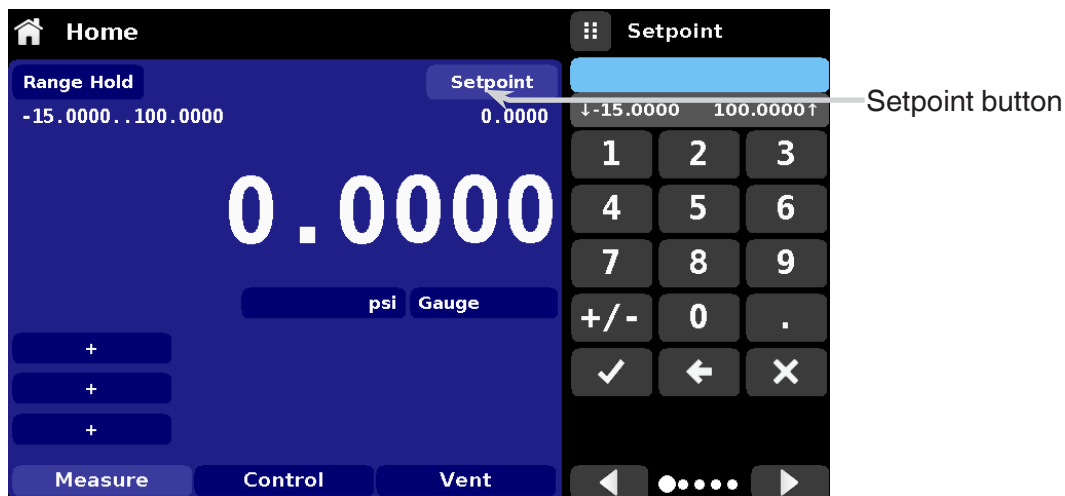 Home
Setpoint
Range Hold
Setpoint
-15.0000..100.0000
0.0000
0.0000
psi
Gauge
+
+
+
Measure
Control
Vent
↓-15.0000 100.0000↑
1 2 3
4 5 6
7 8 9
+/- 0 .
Setpoint button